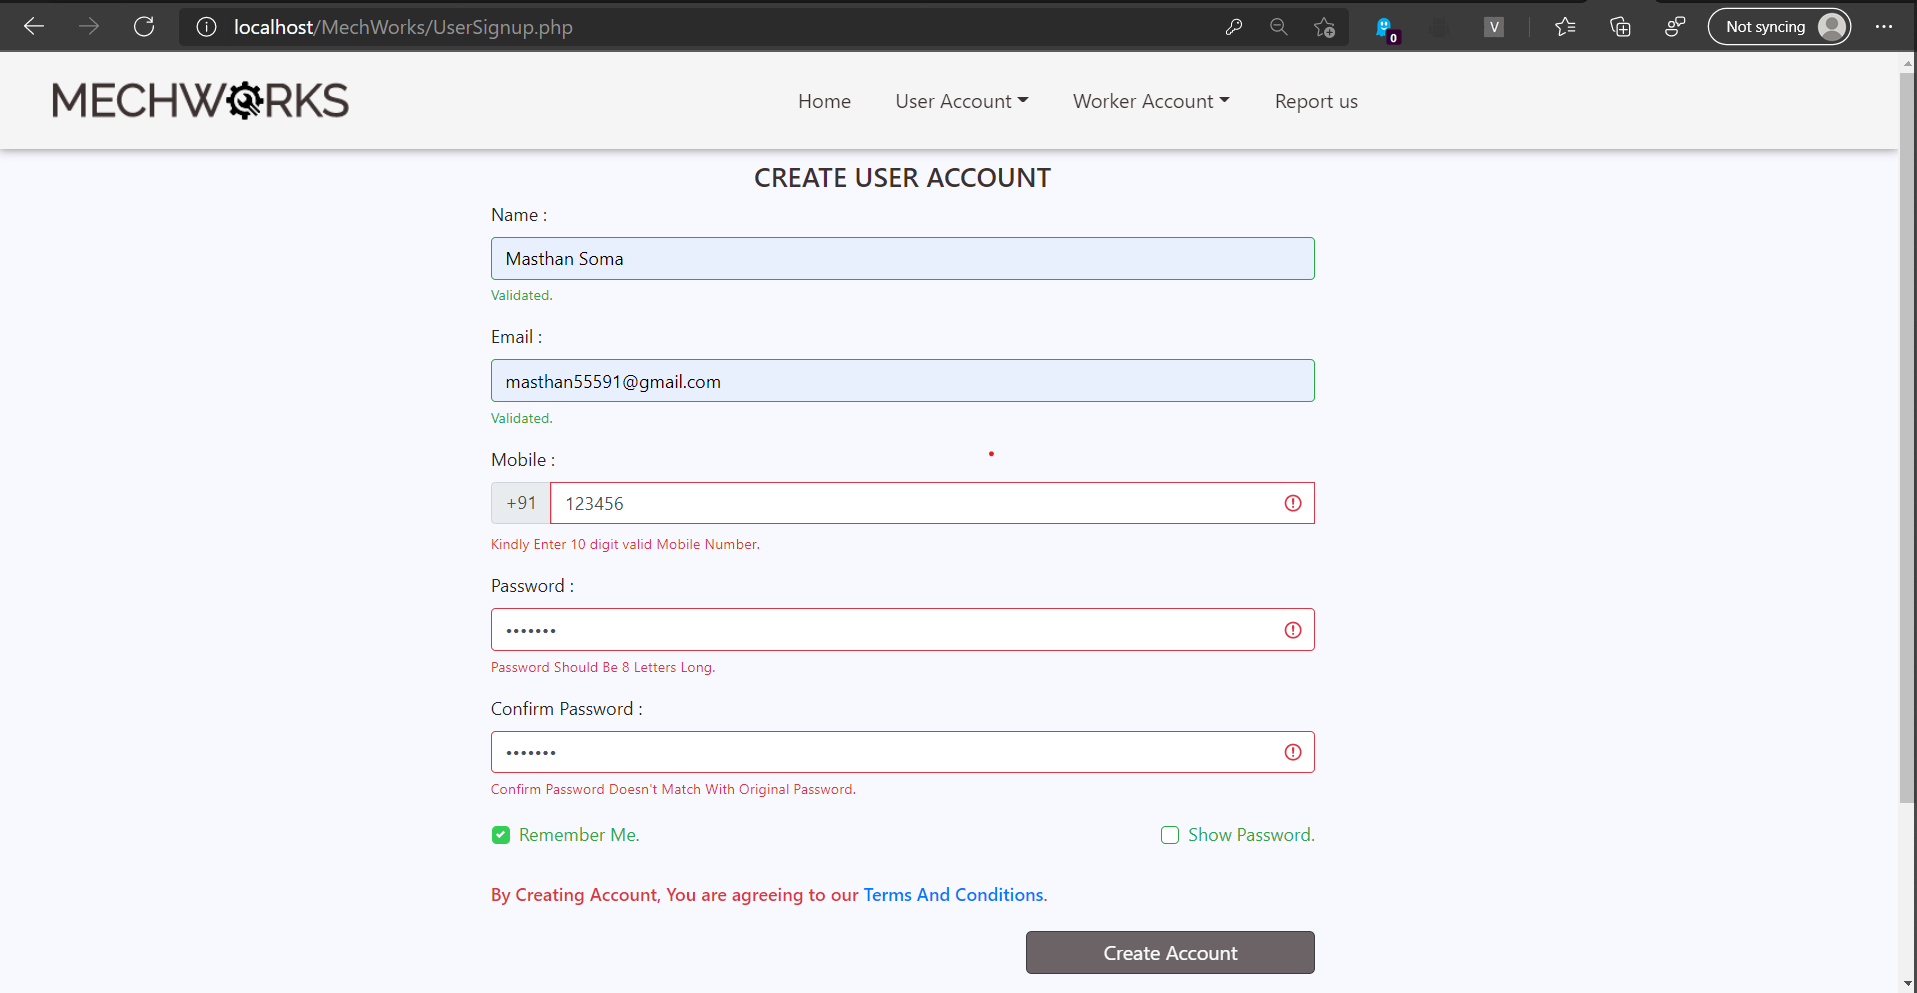 localhost/MechWorks/UserSignup.php
0
V
Not syncing
MECHWORKS
Home
User Account
Worker Account
Report us
CREATE USER ACCOUNT
Name :
Masthan Soma
Validated.
Email :
masthan55591@gmail.com
Validated.
Mobile :
+91
123456
Kindly Enter 10 digit valid Mobile Number.
Password :
•••••••
Password Should Be 8 Letters Long.
Confirm Password :
•••••••
Confirm Password Doesn't Match With Original Password.
Remember Me.
Show Password.
By Creating Account, You are agreeing to our Terms And Conditions.
Create Account